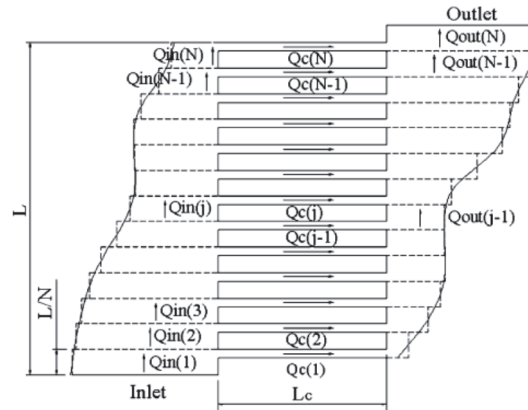 Outlet
Qin(N)
Qout(N)
Qc(N)
Qout(N-1)
Qin(N-1)
Qc(N-1)
L
Qin(j)
Qc(j)
Qout(j-1)
Qc(j-1)
L/N
Qin(3)
Qin(2)
Qc(2)
Qin(1)
Qc(1)
Inlet
Lc